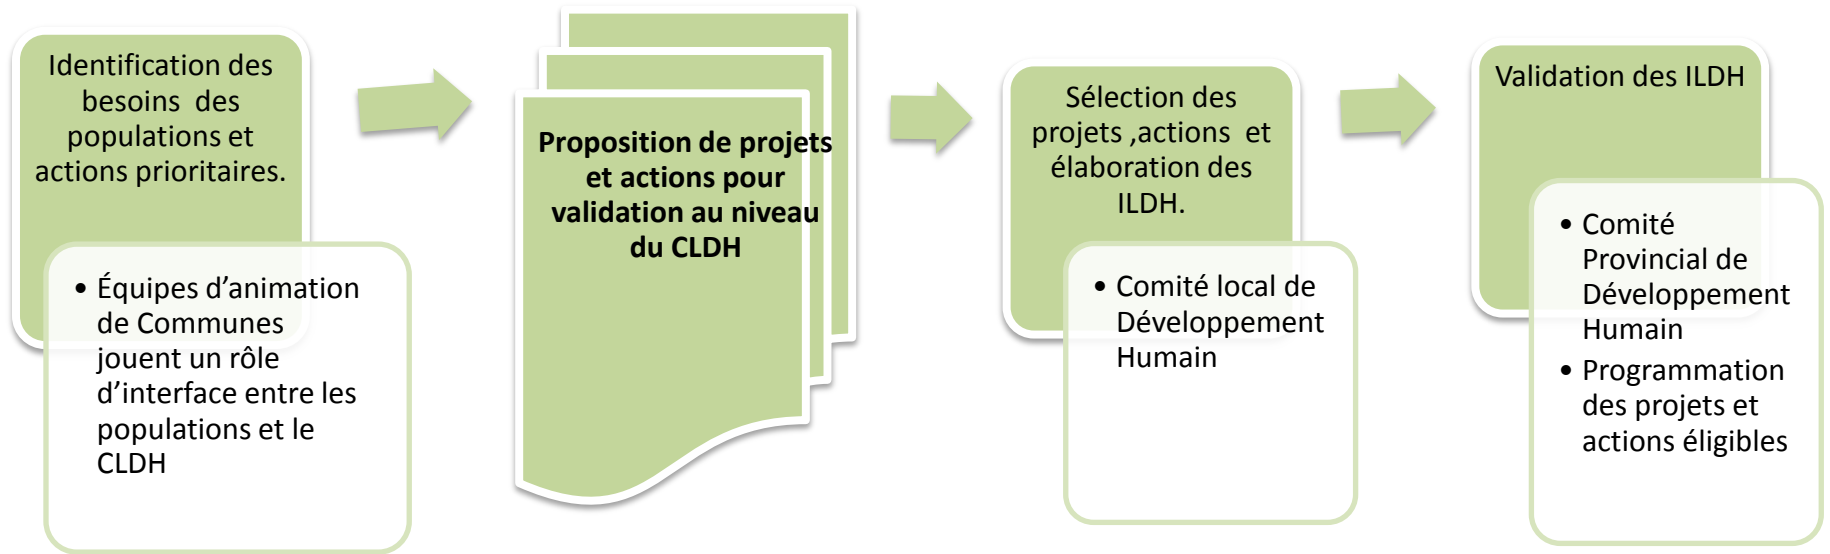 Identification des
besoins des
populations et
actions prioritaires.
• Équipes d’animation
de Communes
jouent un rôle
d’interface entre les
populations et le
CLDH
Proposition de projets
et actions pour
validation au niveau
du CLDH
Sélection des
projets ,actions et
élaboration des
ILDH.
• Comité local de
Développement
Humain
Validation des ILDH
• Comité
Provincial de
Développement
Humain
• Programmation
des projets et
actions éligibles